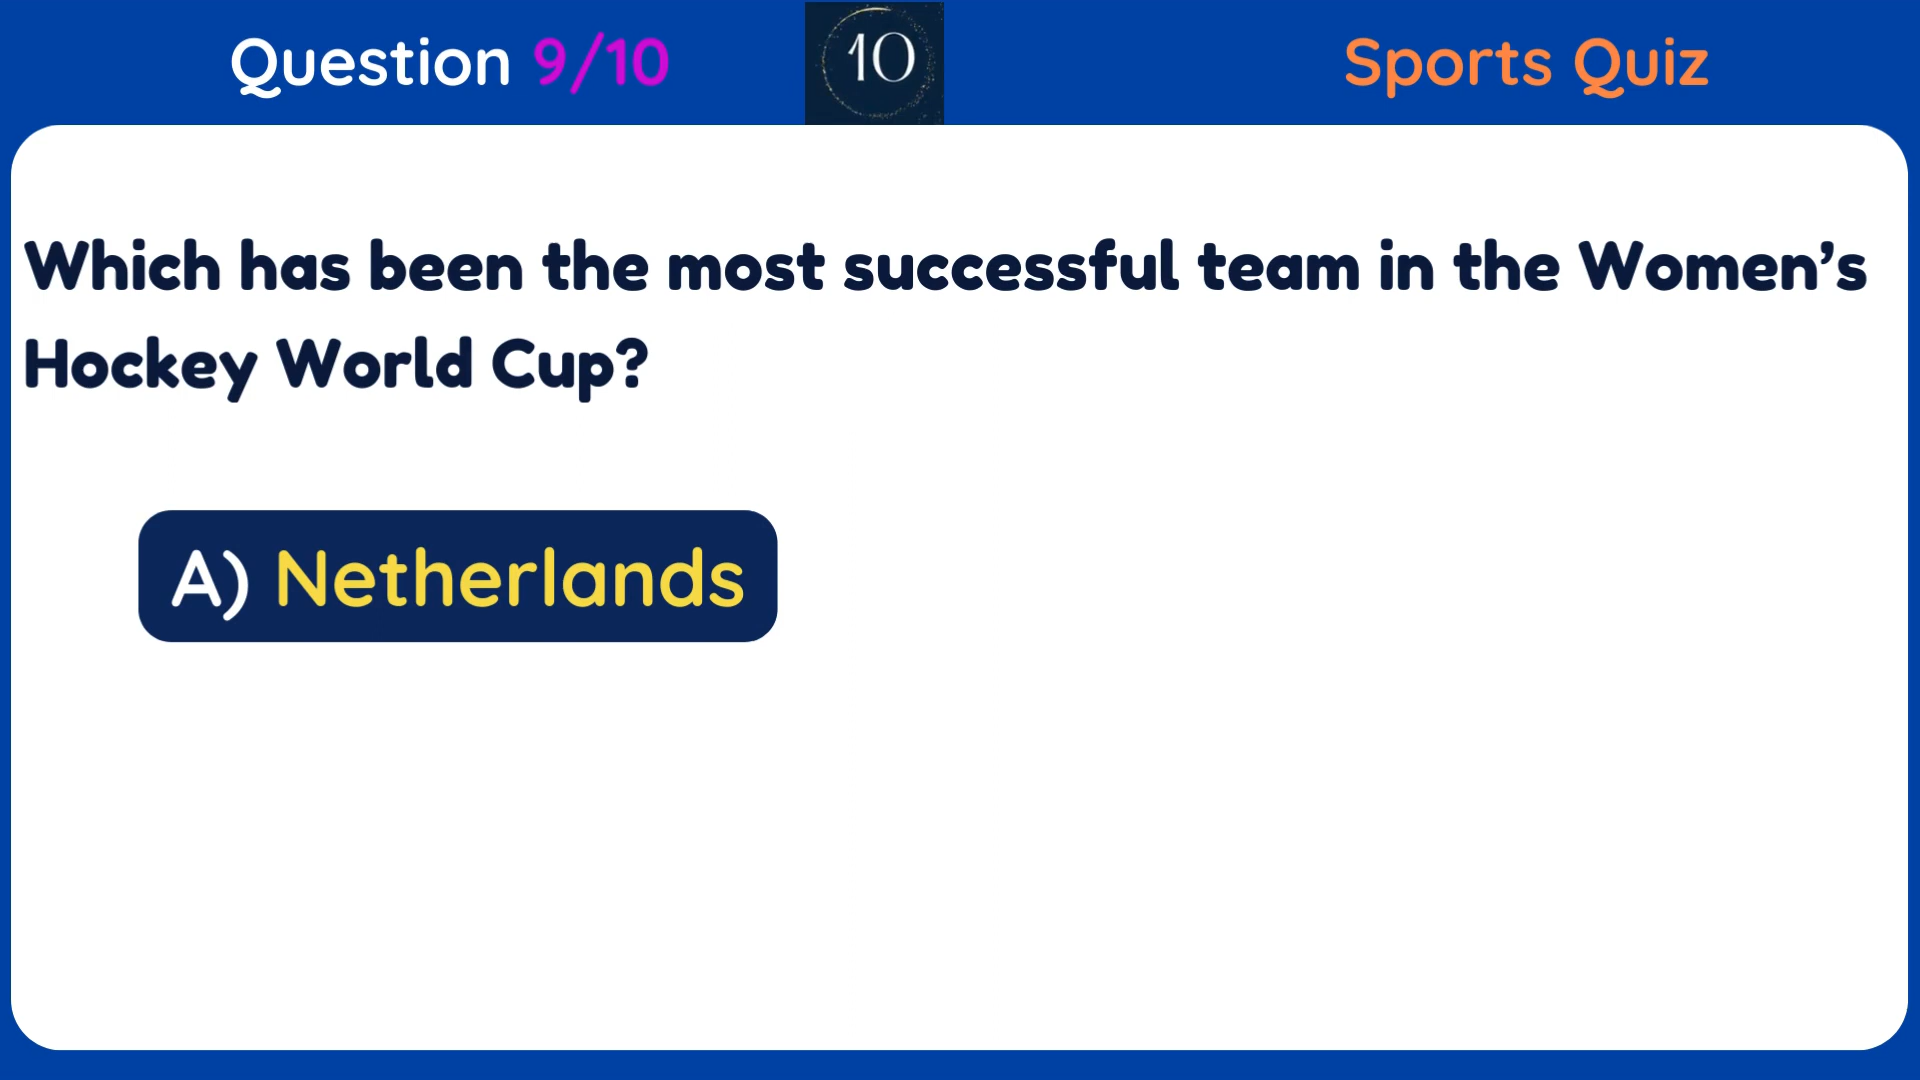 Question 9/10
10
Sports Quiz
Which has been the most successful team in the Women’s
Hockey World Cup?
A) Netherlands